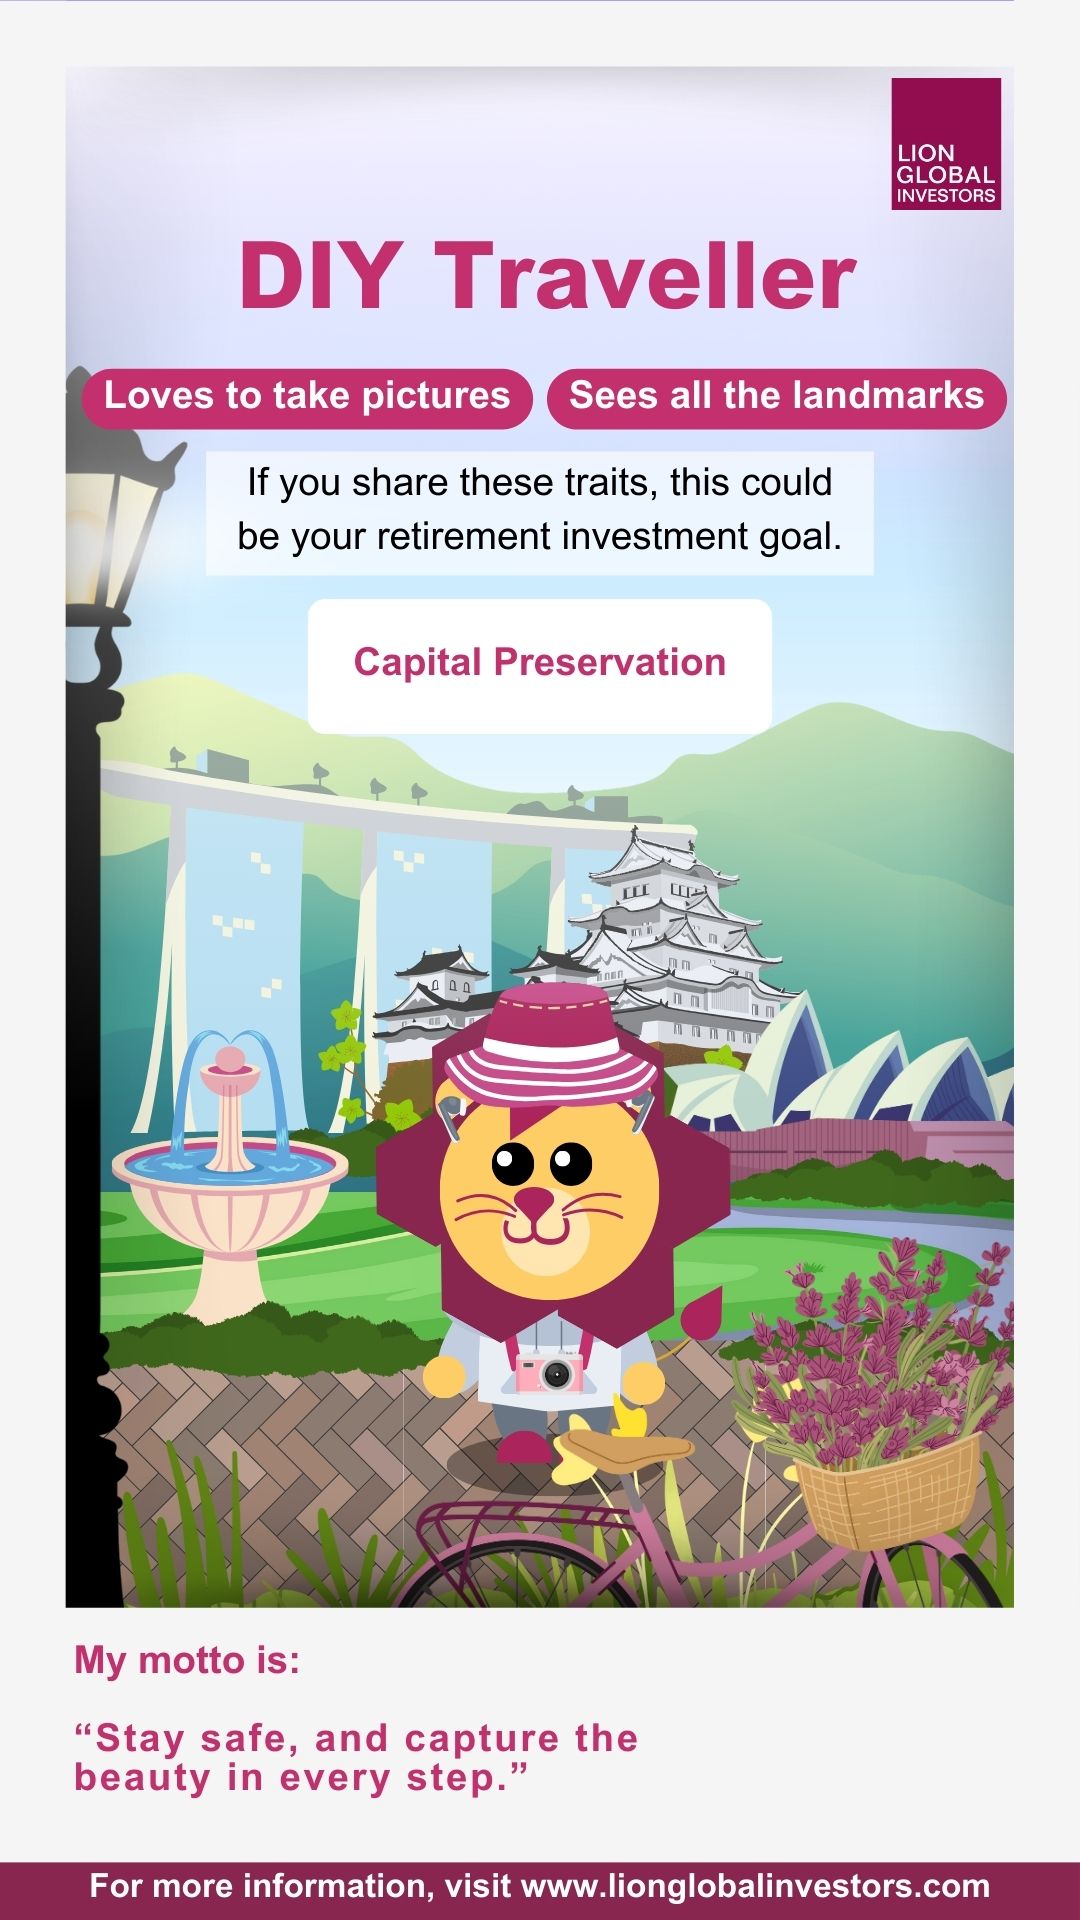 LION
GLOBAL
INVESTORS
DIY Traveller
Loves to take pictures
Sees all the landmarks
If you share these traits, this could
be your retirement investment goal.
Capital Preservation
My motto is:
“Stay safe, and capture the
beauty in every step.”
For more information, visit www.lionglobalinvestors.com